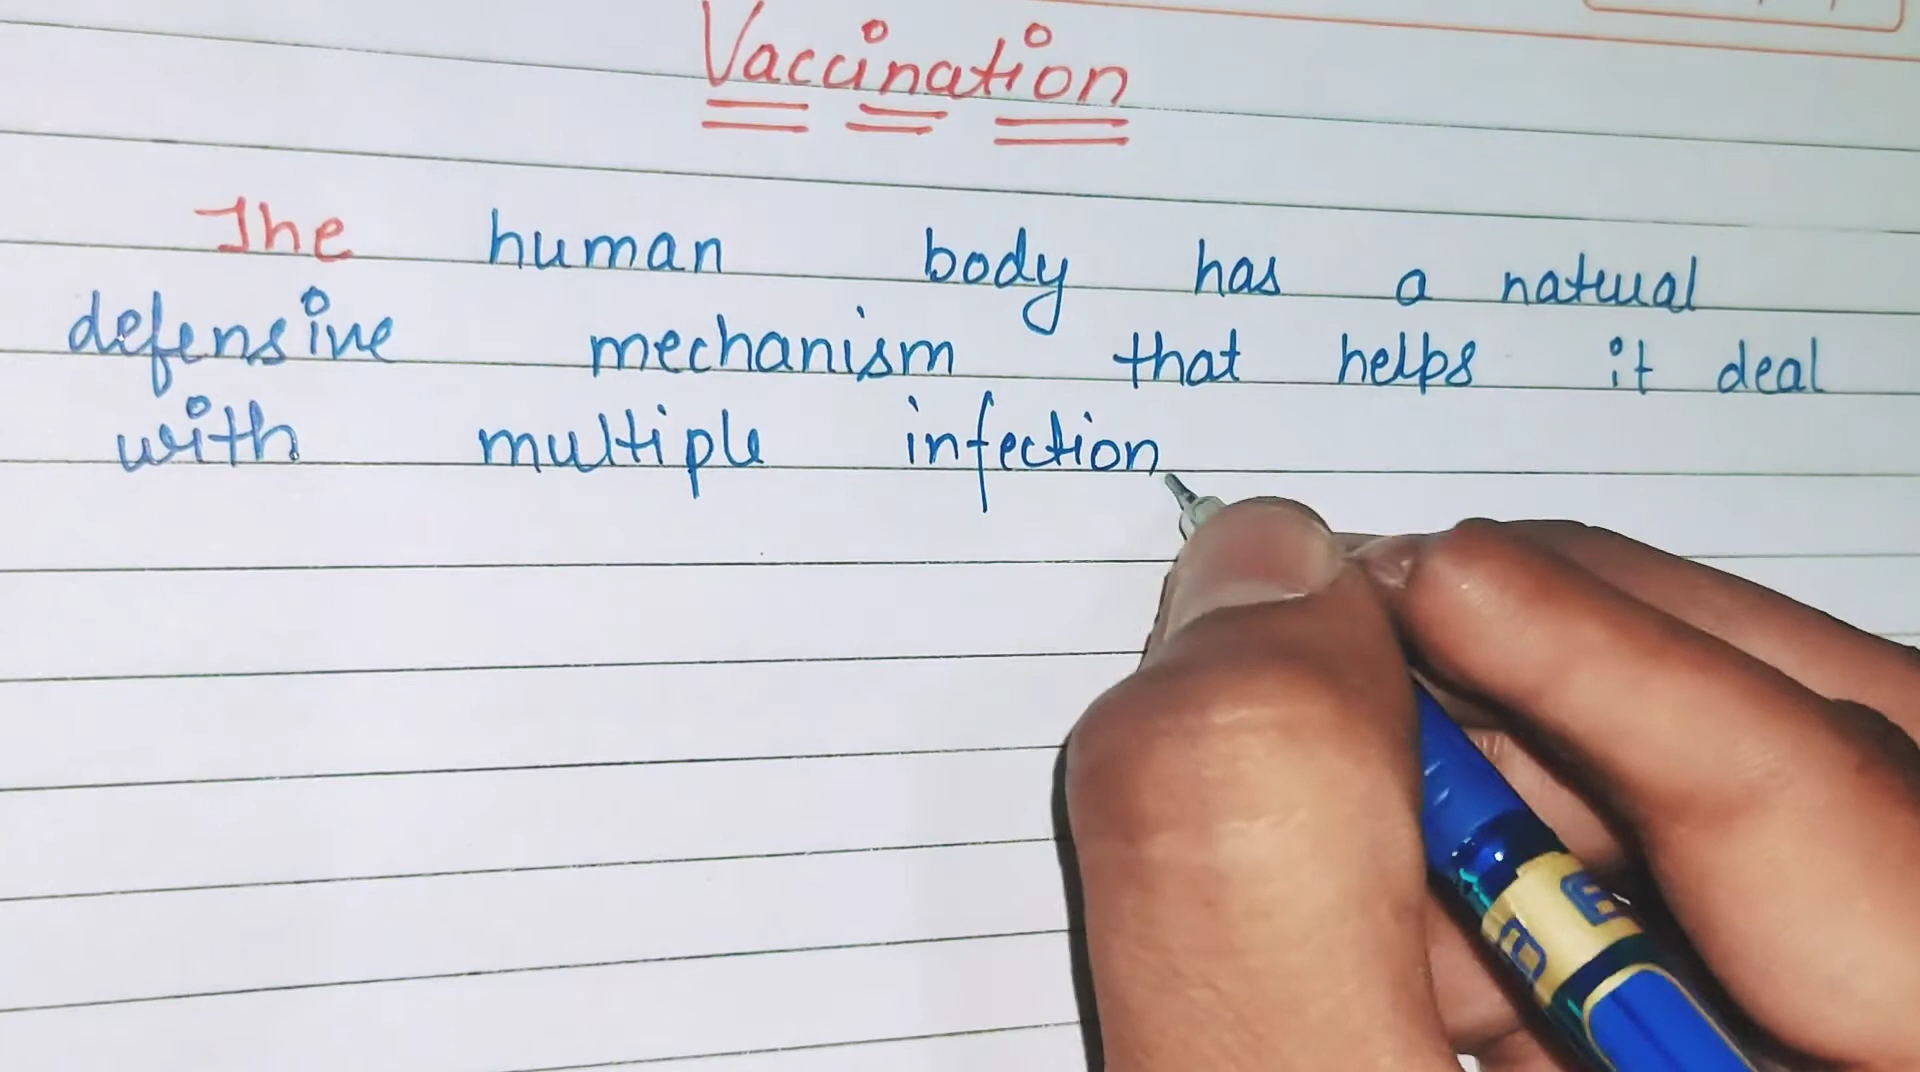 Vaccination
The human body has a natural
defensive mechanism that helps it deal
with multiple infection